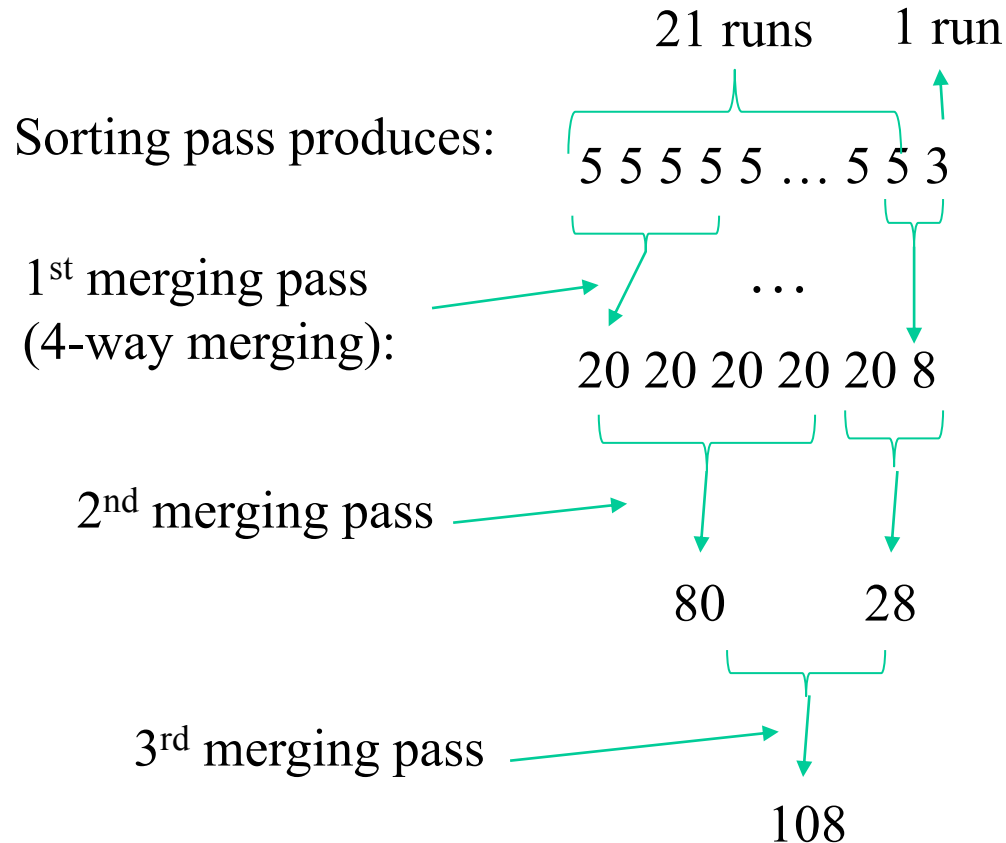 21 runs 1 run
Sorting pass produces:
5 5 5 5 5 … 5 5 3
1st merging pass
(4-way merging):
…
20 20 20 20 20 8
2nd merging pass
80 28
3rd merging pass
108